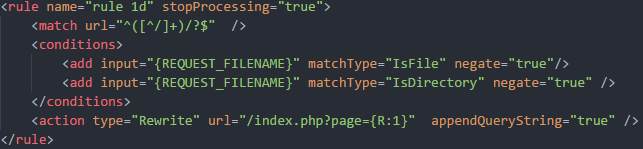 <rule name="rule 1d" stopProcessing="true">
<match url="^([^/]+)/?$"  />
<conditions>
<add input="{REQUEST_FILENAME}" matchType="IsFile" negate="true"/>
<add input="{REQUEST_FILENAME}" matchType="IsDirectory" negate="true" />
</conditions>
<action type="Rewrite" url="/index.php?page={R:1}"  appendQueryString="true" />
</rule>